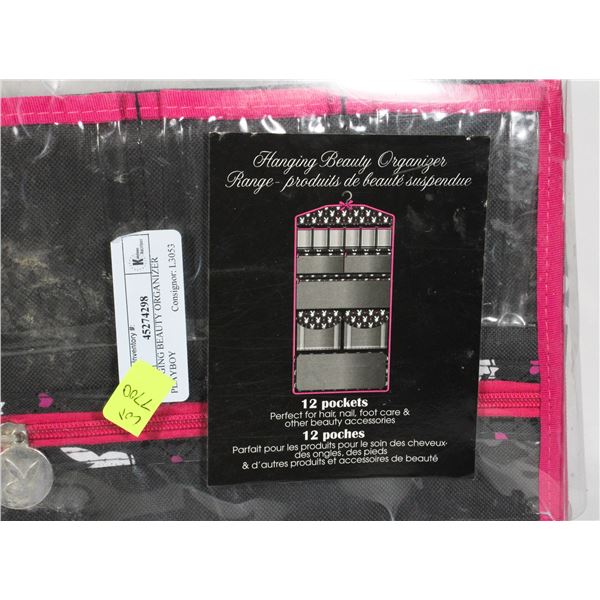 Hanging Beauty Organizer
Range- produits de beauté suspendue
12 pockets
Perfect for hair, nail, foot care &
other beauty accessories
12 poches
Parfait pour les produits pour le soin des cheveux-
des ongles, des pieds
& d'autres produits et accessoires de beauté
Inventory #:
45274298
GING BEAUTY ORGANIZER
PLAYBOY
Consignor: L3053
LOT